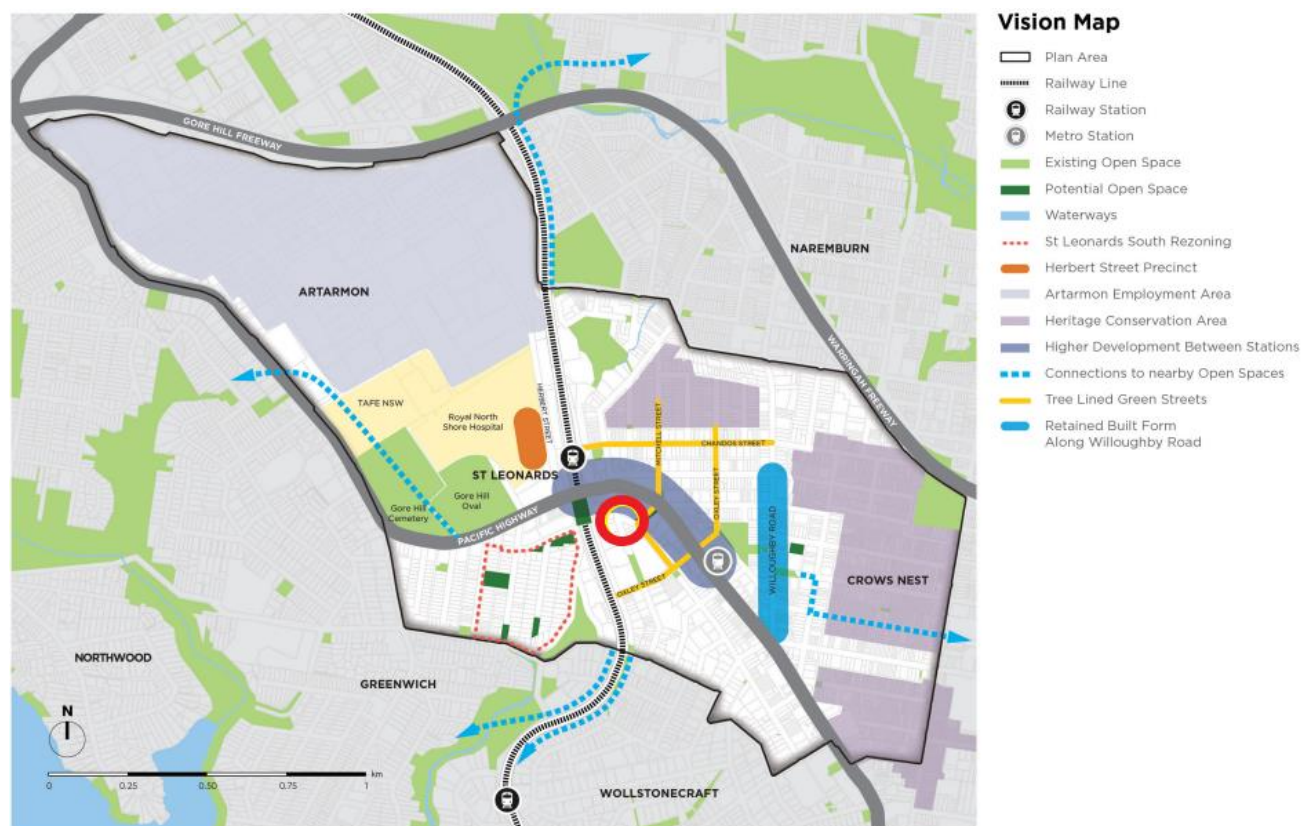 Vision Map
Plan Area
Railway Line
Railway Station
Metro Station
Existing Open Space
Potential Open Space
Waterways
St Leonards South Rezoning
Herbert Street Precinct
Artarmon Employment Area
Heritage Conservation Area
Higher Development Between Stations
Connections to nearby Open Spaces
Tree Lined Green Streets
Retained Built Form
Along Willoughby Road
GORE HILL FREEWAY
NAREMBURN
ARTARMON
WARRINGAH FREEWAY
TAFE NSW
Royal North
Shore Hospital
HERBERT STREET
MITCHELL STREET
CHANDOS STREET
ST LEONARDS
Gore Hill
Oval
Gore Hill
Cemetery
PACIFIC HIGHWAY
OXLEY STREET
WILLOUGHBY ROAD
OXLEY STREET
CROWS NEST
NORTHWOOD
GREENWICH
N
km
0
0.25
0.50
0.75
1
WOLLSTONECRAFT